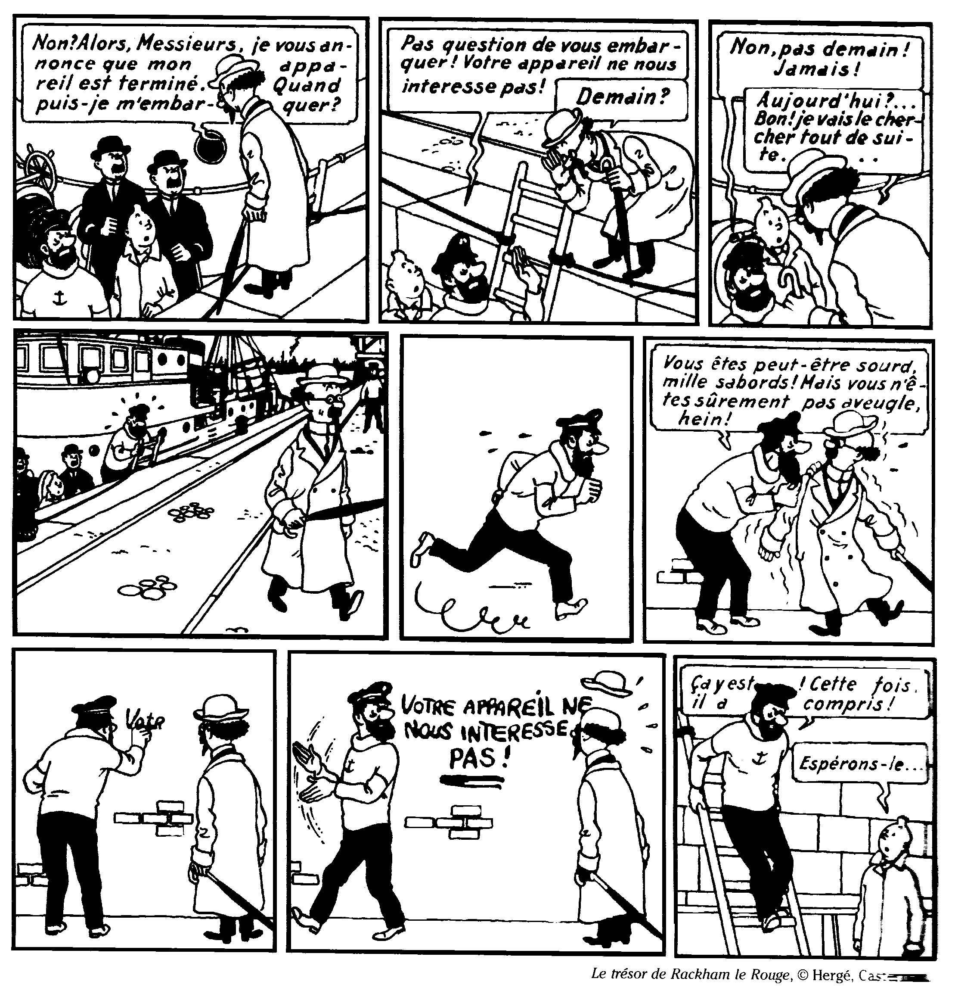 Non? Alors, Messieurs, je vous an-
nonce que mon appa-
reil est terminé. Quand
puis-je m'embar- quer?
Pas question de vous embar-
quer! Votre appareil ne nous
interesse pas!
Demain?
Non, pas demain!
Jamais!
Aujourd'hui?...
Bon! je vais le cher-
cher tout de sui-
te. . .
Vous êtes peut-être sourd,
mille sabords! Mais vous n'ê-
tes sûrement pas aveugle,
hein!
Votr
VOTRE APPAREIL NE
NOUS INTERESSE
PAS!
Ça y est! Cette fois,
il a compris!
Espérons-le...
Le trésor de Rackham le Rouge, © Hergé,